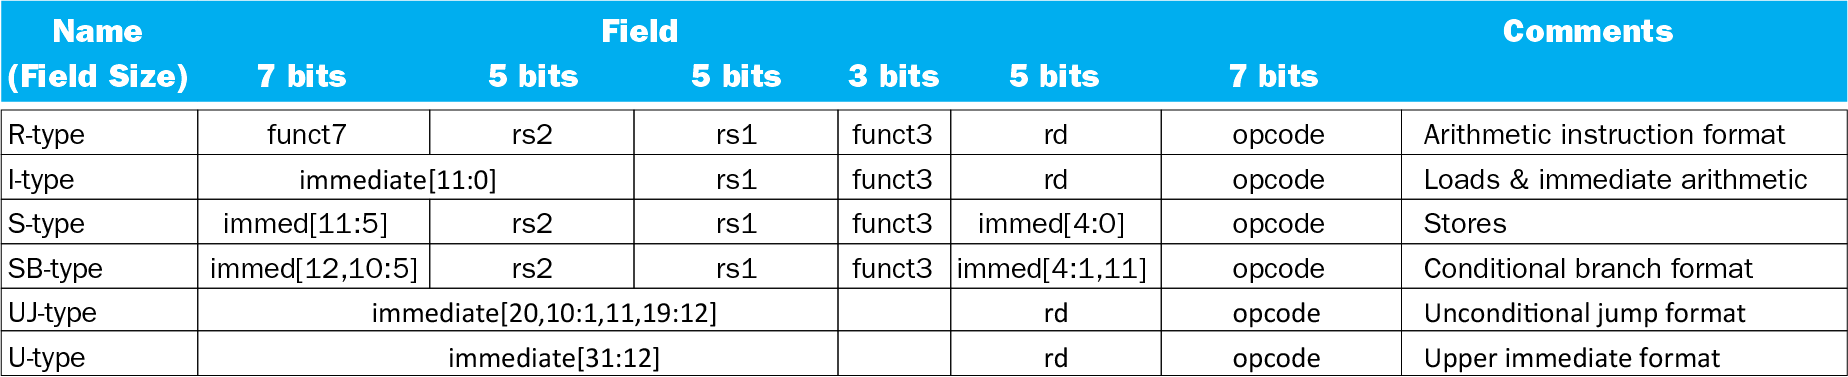 Name Field Comments
(Field Size) 7 bits 5 bits 5 bits 3 bits 5 bits 7 bits
R-type funct7 rs2 rs1 funct3 rd opcode Arithmetic instruction format
I-type immediate[11:0] rs1 funct3 rd opcode Loads & immediate arithmetic
S-type immed[11:5] rs2 rs1 funct3 immed[4:0] opcode Stores
SB-type immed[12,10:5] rs2 rs1 funct3 immed[4:1,11] opcode Conditional branch format
UJ-type immediate[20,10:1,11,19:12] rd opcode Unconditional jump format
U-type immediate[31:12] rd opcode Upper immediate format